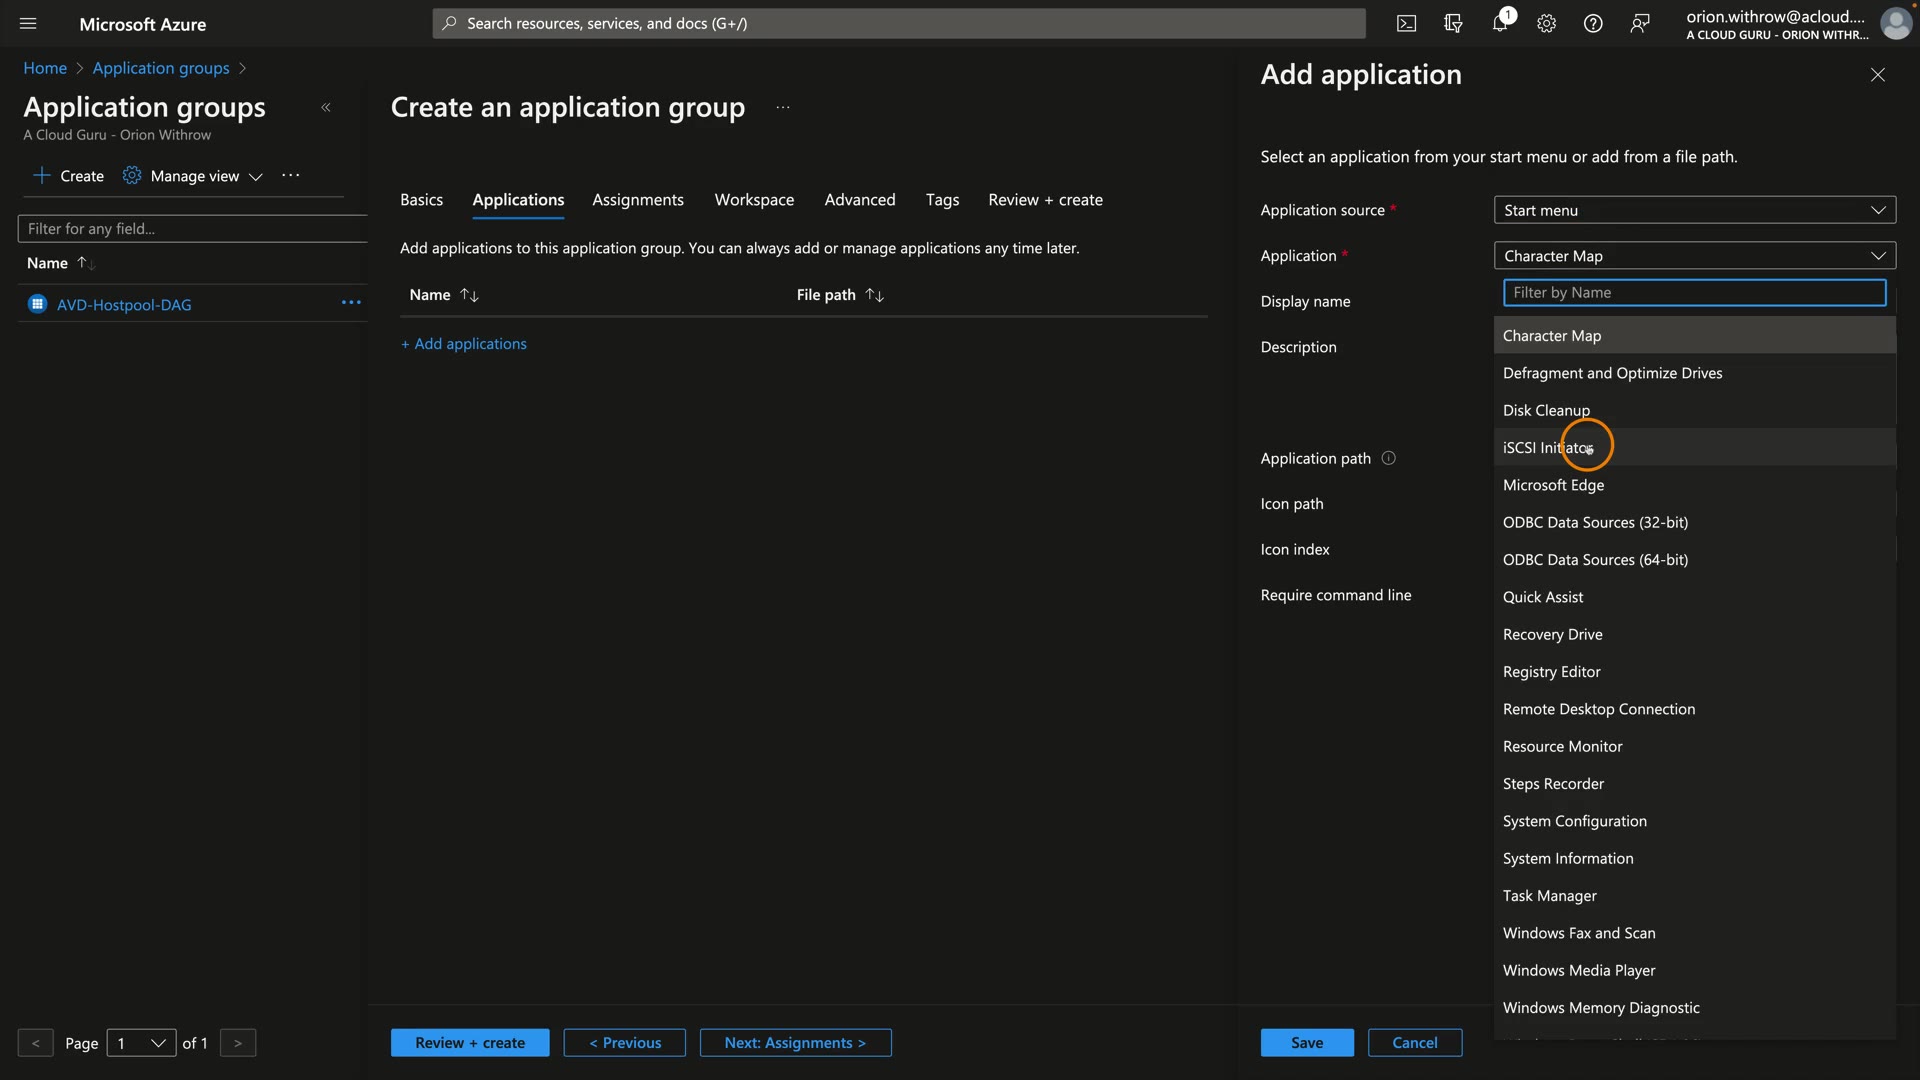 Microsoft Azure
Search resources, services, and docs (G+/)
1
orion.withrow@acloud....
A CLOUD GURU - ORION WITHR...
Home > Application groups >
Application groups
«
A Cloud Guru - Orion Withrow
+ Create
Manage view
...
Filter for any field...
Name ↑↓
AVD-Hostpool-DAG
...
< Page 1 of 1 >
Create an application group ...
Basics
Applications
Assignments
Workspace
Advanced
Tags
Review + create
Add applications to this application group. You can always add or manage applications any time later.
Name ↑↓
File path ↑↓
+ Add applications
Review + create
< Previous
Next: Assignments >
Add application
Select an application from your start menu or add from a file path.
Application source *
Start menu
Application *
Character Map
Display name
Description
Application path
Icon path
Icon index
Require command line
Filter by Name
Character Map
Defragment and Optimize Drives
Disk Cleanup
iSCSI Initiator
Microsoft Edge
ODBC Data Sources (32-bit)
ODBC Data Sources (64-bit)
Quick Assist
Recovery Drive
Registry Editor
Remote Desktop Connection
Resource Monitor
Steps Recorder
System Configuration
System Information
Task Manager
Windows Fax and Scan
Windows Media Player
Windows Memory Diagnostic
Save
Cancel